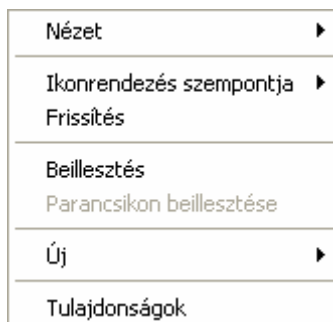 Nézet
Ikonrendezés szempontja
Frissítés
Beillesztés
Parancsikon beillesztése
Új
Tulajdonságok